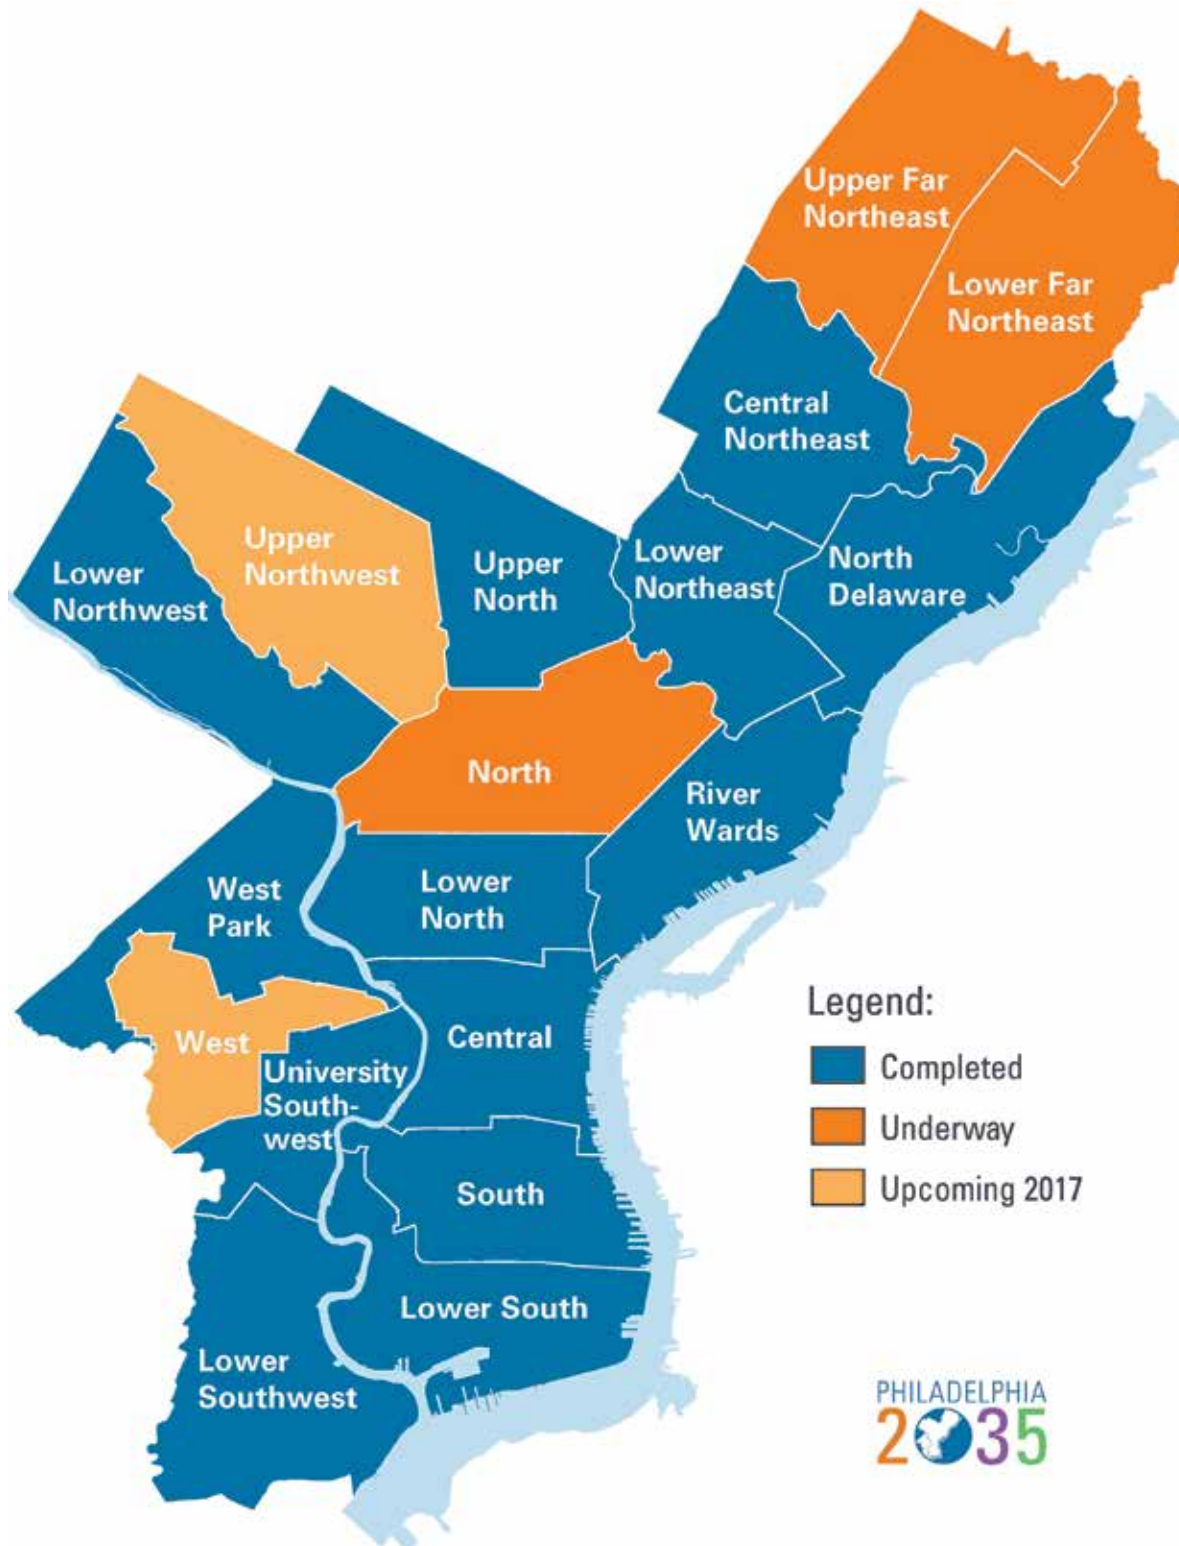 Upper Far
Northeast
Lower Far
Northeast
Central
Northeast
Upper
Northwest
Lower
Northwest
Upper
North
Lower
Northeast
North
Delaware
North
River
Wards
West
Park
Lower
North
West
Central
University
South-
west
South
Lower South
Lower
Southwest
Legend:
Completed
Underway
Upcoming 2017
PHILADELPHIA
2035